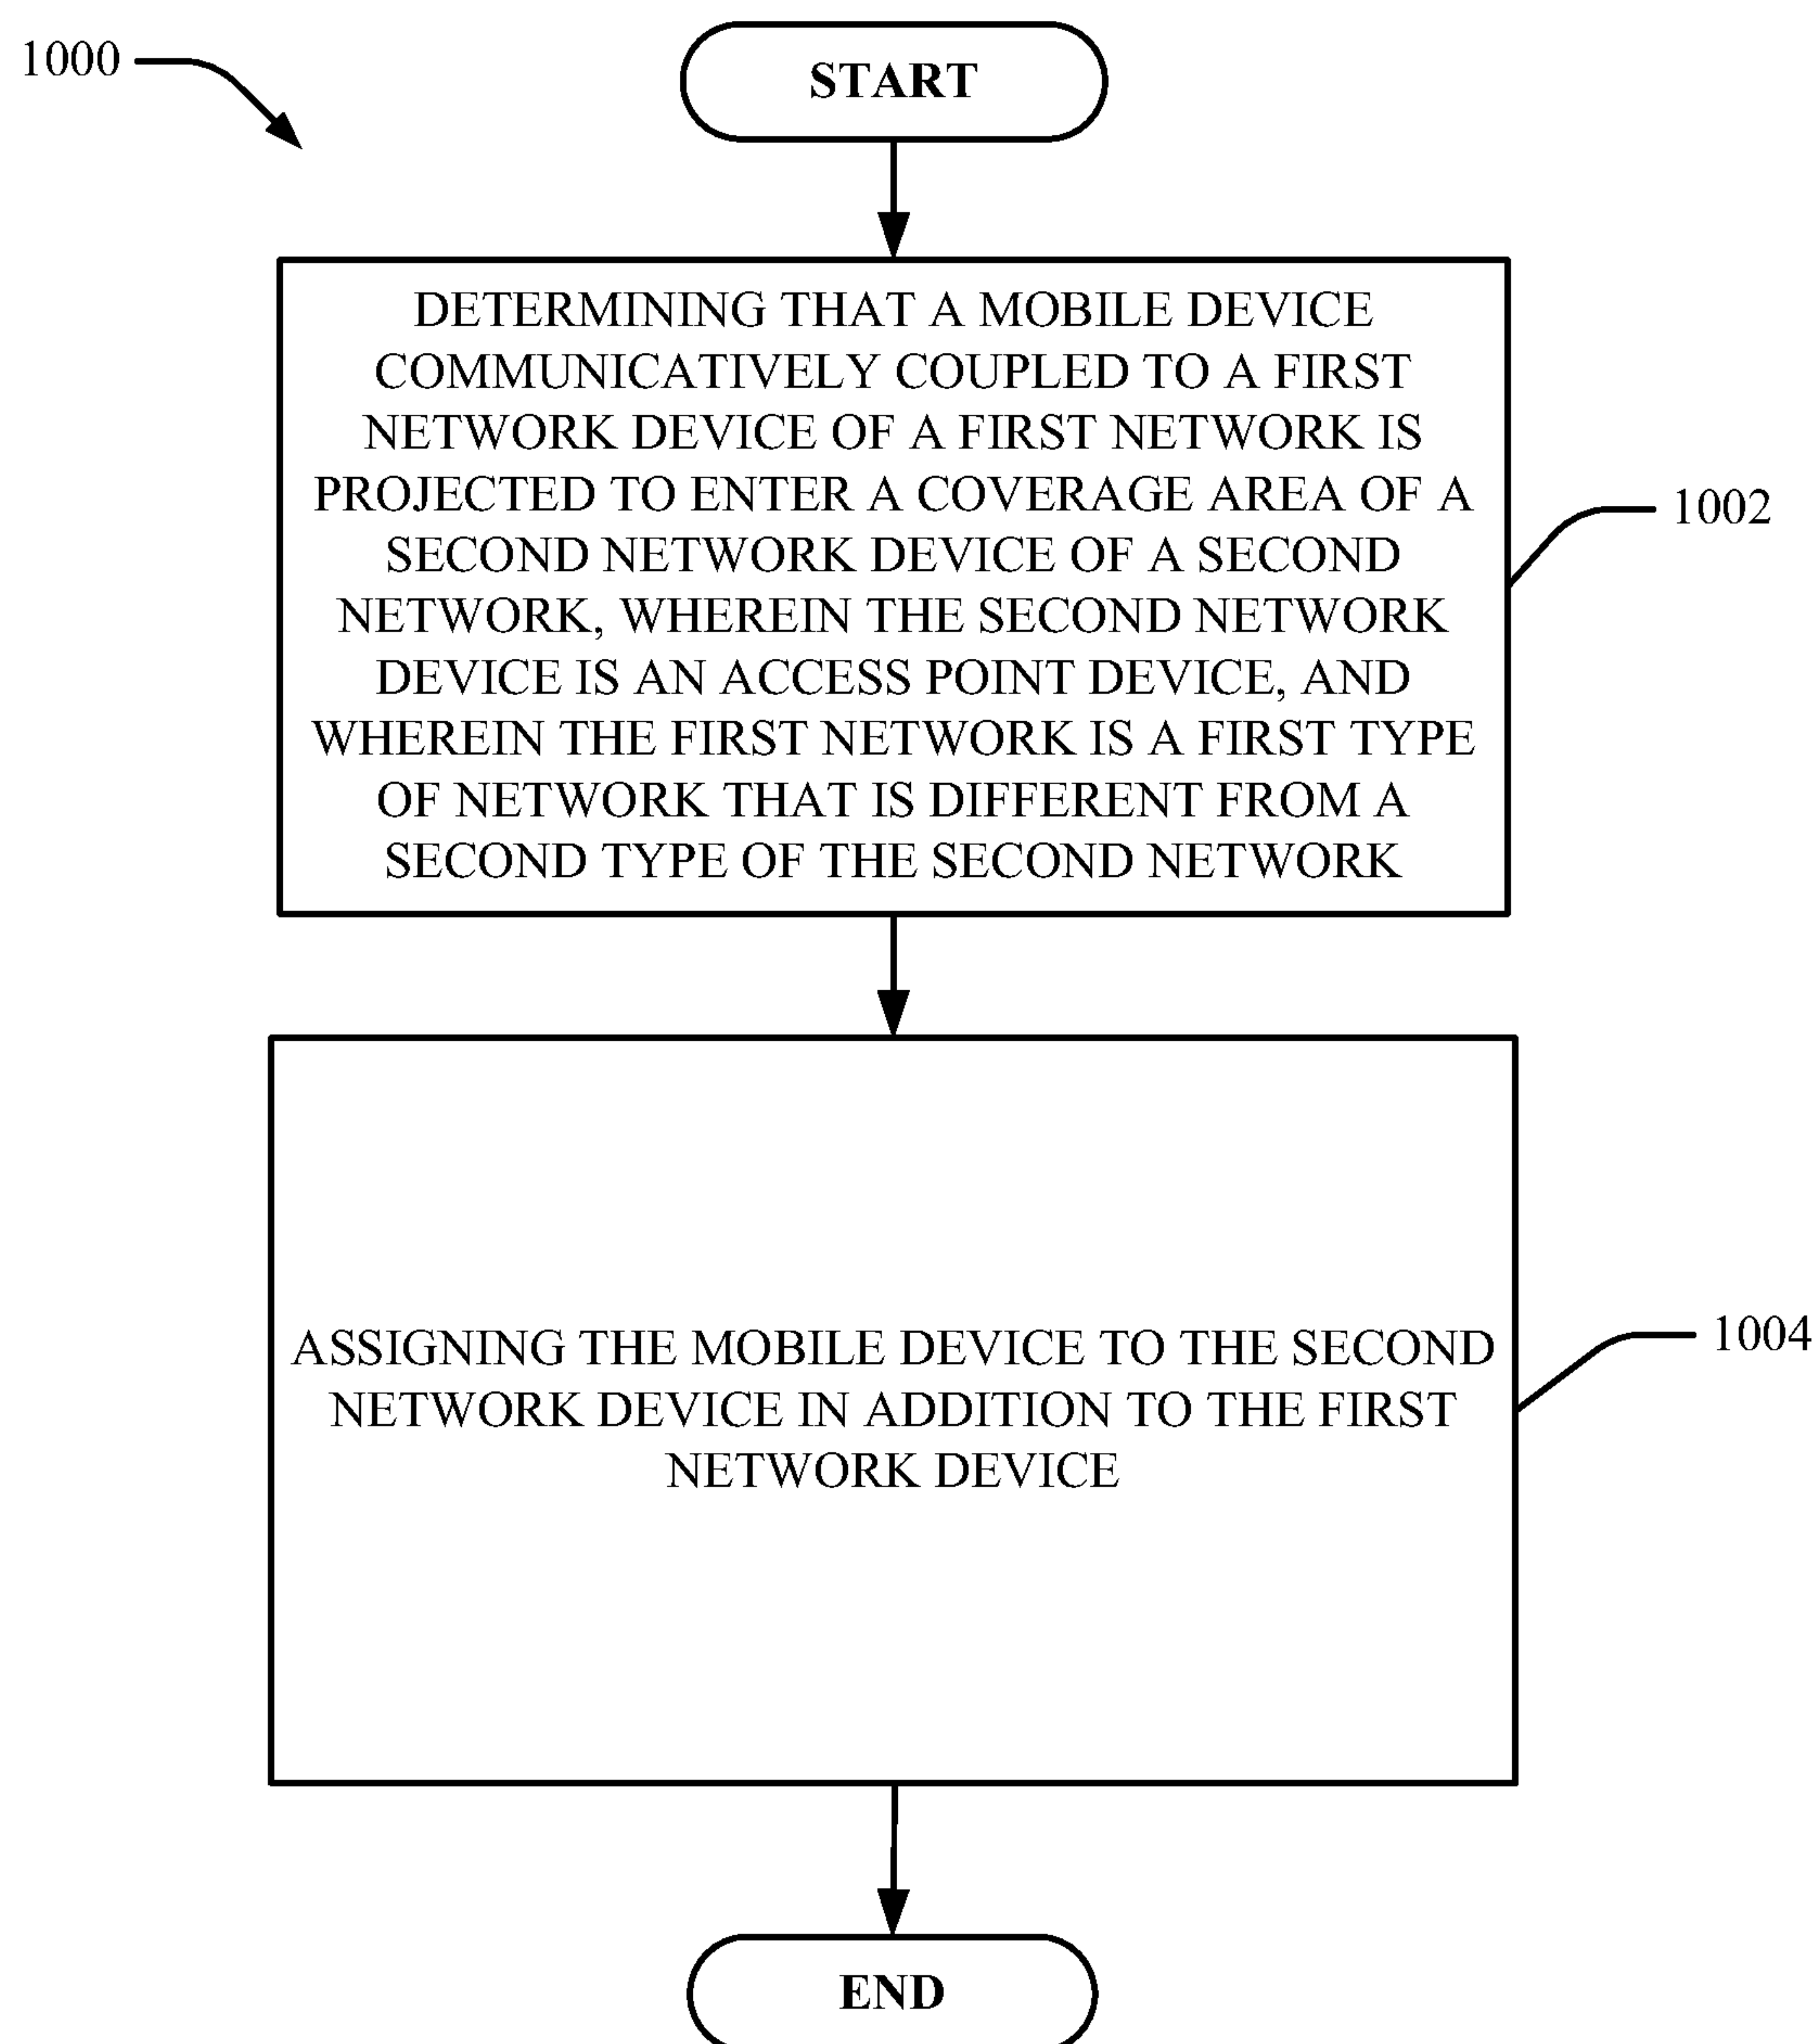 1000
START
DETERMINING THAT A MOBILE DEVICE
COMMUNICATIVELY COUPLED TO A FIRST
NETWORK DEVICE OF A FIRST NETWORK IS
PROJECTED TO ENTER A COVERAGE AREA OF A
SECOND NETWORK DEVICE OF A SECOND
NETWORK, WHEREIN THE SECOND NETWORK
DEVICE IS AN ACCESS POINT DEVICE, AND
WHEREIN THE FIRST NETWORK IS A FIRST TYPE
OF NETWORK THAT IS DIFFERENT FROM A
SECOND TYPE OF THE SECOND NETWORK
1002
ASSIGNING THE MOBILE DEVICE TO THE SECOND
NETWORK DEVICE IN ADDITION TO THE FIRST
NETWORK DEVICE
1004
END